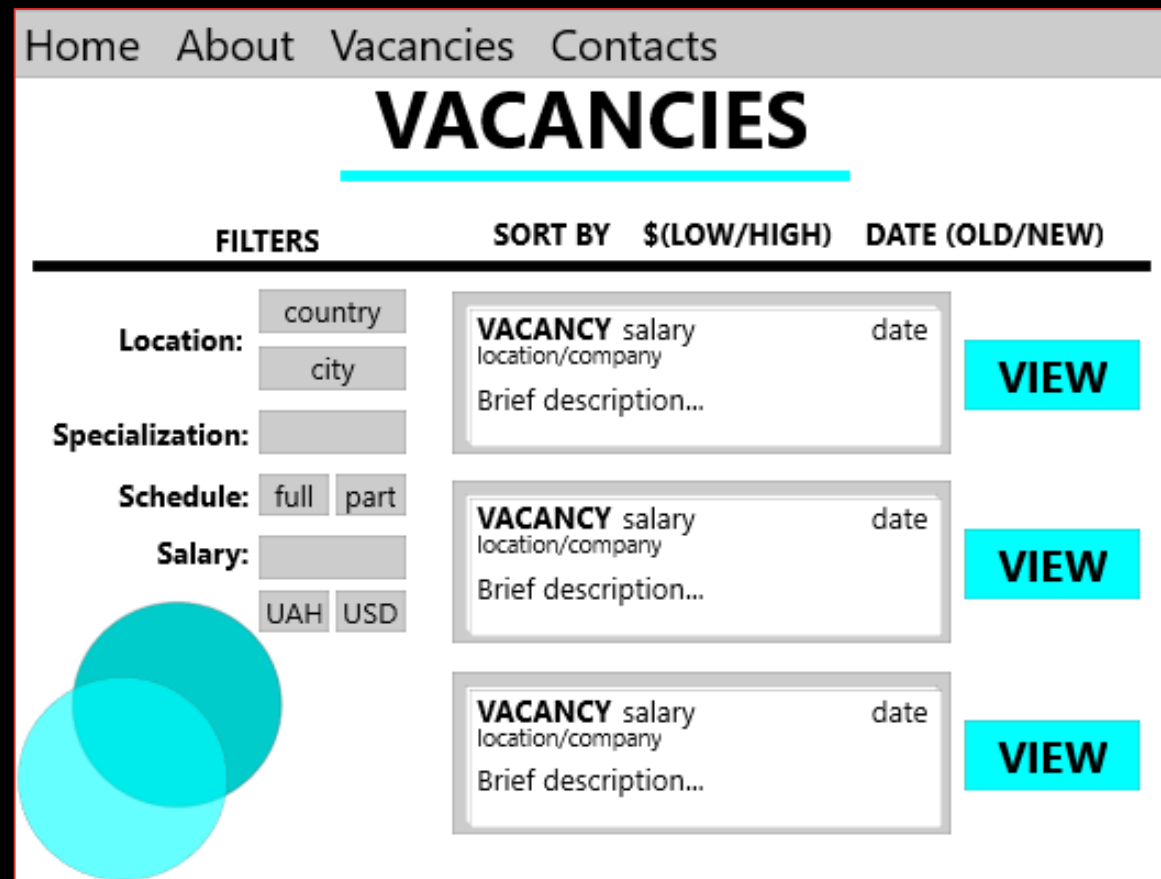 Home About Vacancies Contacts
VACANCIES
FILTERS
SORT BY $(LOW/HIGH) DATE (OLD/NEW)
Location:
country
city
Specialization:
Schedule: full part
Salary:
UAH USD
VACANCY salary date
location/company
Brief description...
VIEW
VACANCY salary date
location/company
Brief description...
VIEW
VACANCY salary date
location/company
Brief description...
VIEW